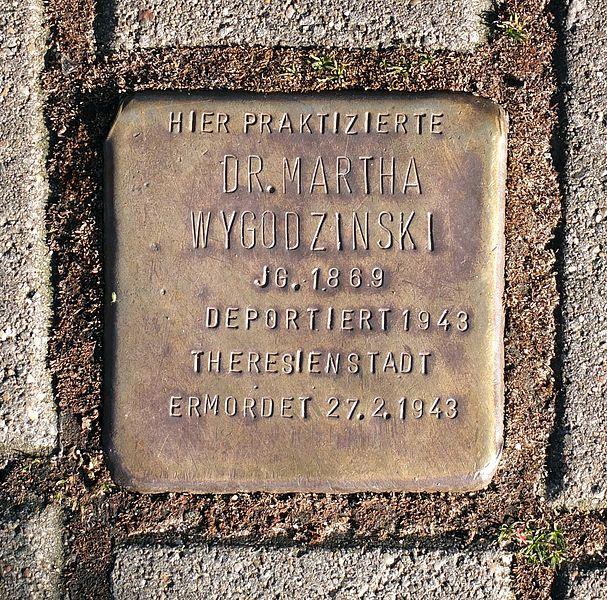 HIER PRAKTIZIERTE
DR. MARTHA
WYGODZINSKI
JG. 1869
DEPORTIERT 1943
THERESIENSTADT
ERMORDET 27.2.1943